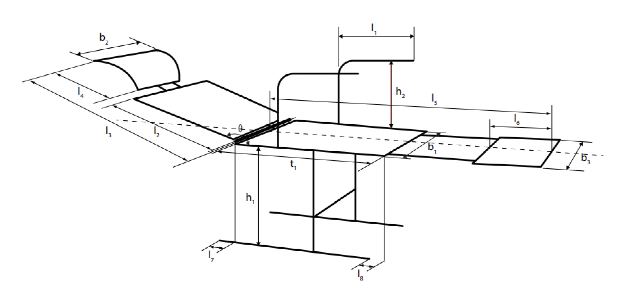 b₂
l₁
l₄
h₂
l₅
l₃
l₂
θ
l₆
b₁
b₃
t₁
h₁
l₇
l₈